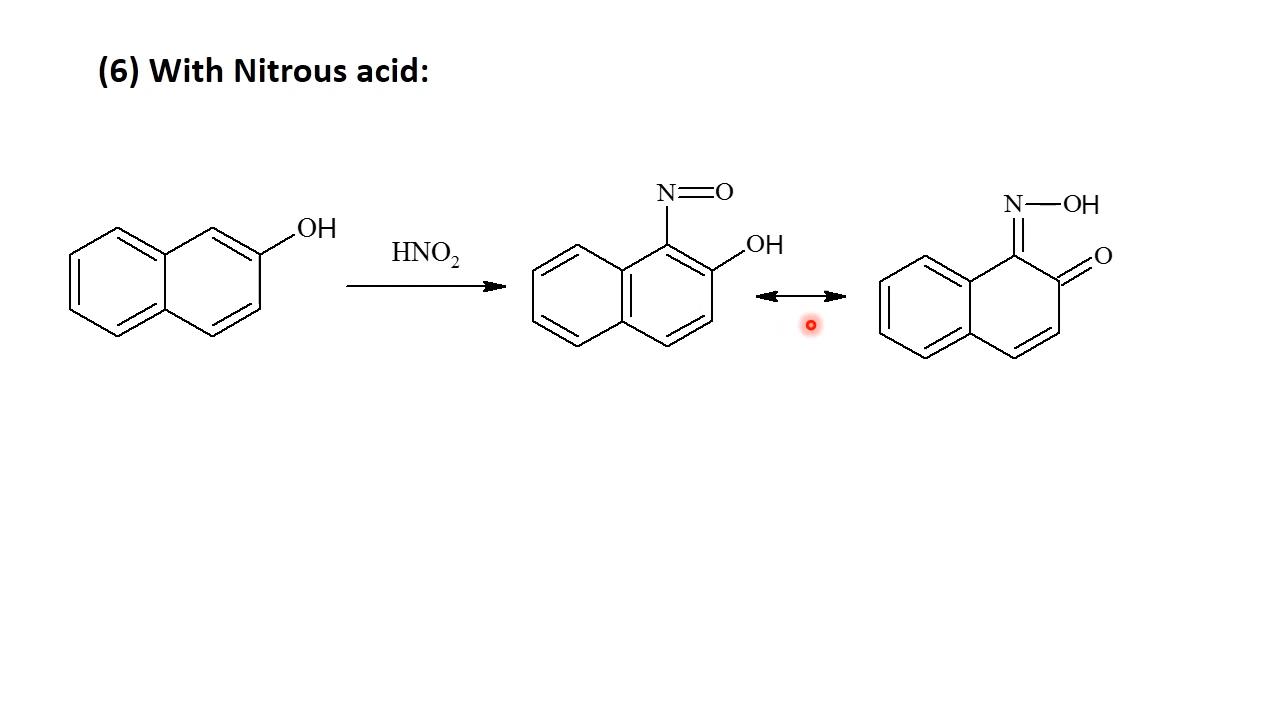 (6) With Nitrous acid:
OH
HNO₂
N O
OH
N OH
O